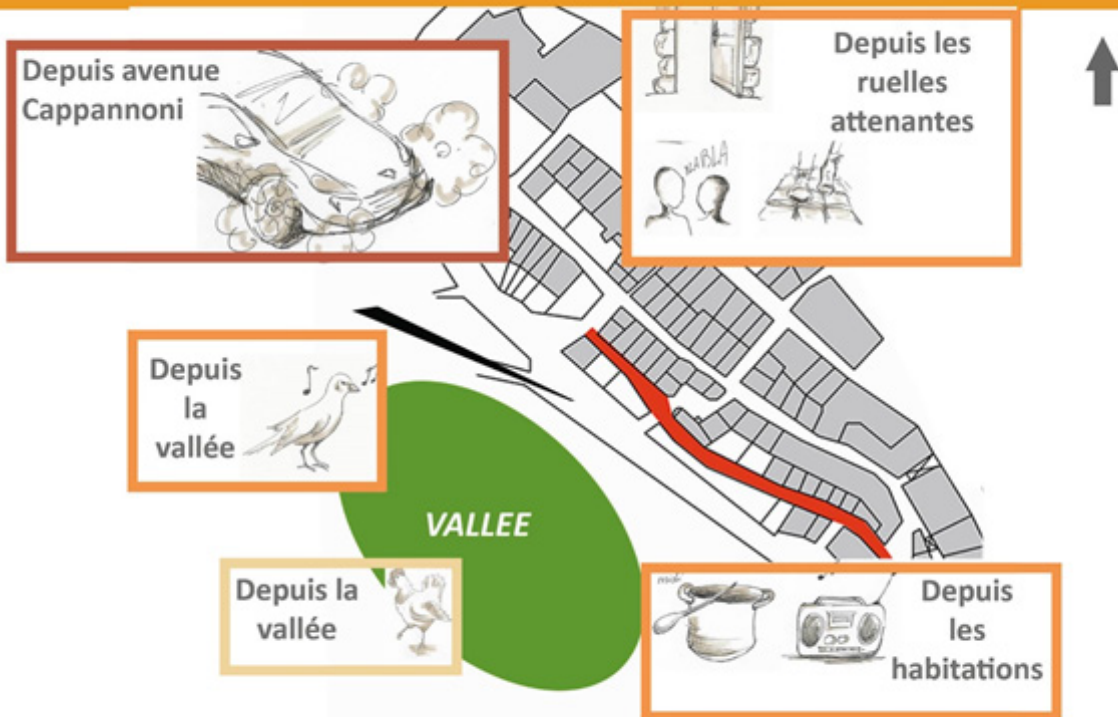 Depuis avenue
Cappannoni
Depuis les
ruelles
attenantes
BLABLA
Depuis
la
vallée
VALLEE
Depuis la
vallée
Depuis
les
habitations